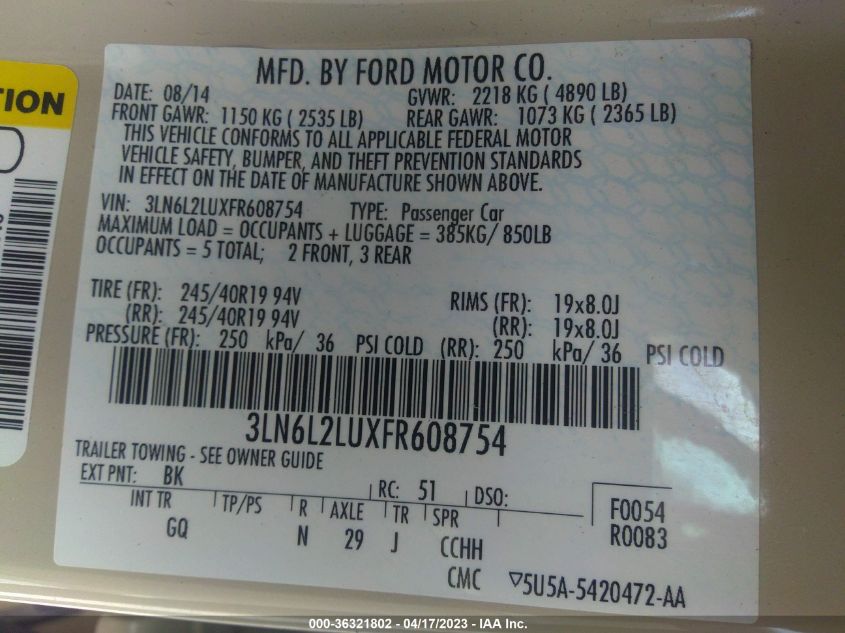 TION
MFD. BY FORD MOTOR CO.
DATE: 08/14 GVWR: 2218 KG ( 4890 LB)
FRONT GAWR: 1150 KG ( 2535 LB) REAR GAWR: 1073 KG ( 2365 LB)
THIS VEHICLE CONFORMS TO ALL APPLICABLE FEDERAL MOTOR
VEHICLE SAFETY, BUMPER, AND THEFT PREVENTION STANDARDS
IN EFFECT ON THE DATE OF MANUFACTURE SHOWN ABOVE.
VIN: 3LN6L2LUXFR608754 TYPE: Passenger Car
MAXIMUM LOAD = OCCUPANTS + LUGGAGE = 385KG/ 850LB
OCCUPANTS = 5 TOTAL; 2 FRONT, 3 REAR
TIRE (FR): 245/40R19 94V RIMS (FR): 19x8.0J
(RR): 245/40R19 94V (RR): 19x8.0J
PRESSURE (FR): 250 kPa/ 36 PSI COLD (RR): 250 kPa/ 36 PSI COLD
3LN6L2LUXFR608754
TRAILER TOWING - SEE OWNER GUIDE
EXT PNT: BK RC: 51 DSO:
INT TR TP/PS R AXLE TR SPR F0054
GQ N 29 J CCHH R0083
CMC ▽5U5A-5420472-AA
000-36321802 - 04/17/2023 - IAA Inc.